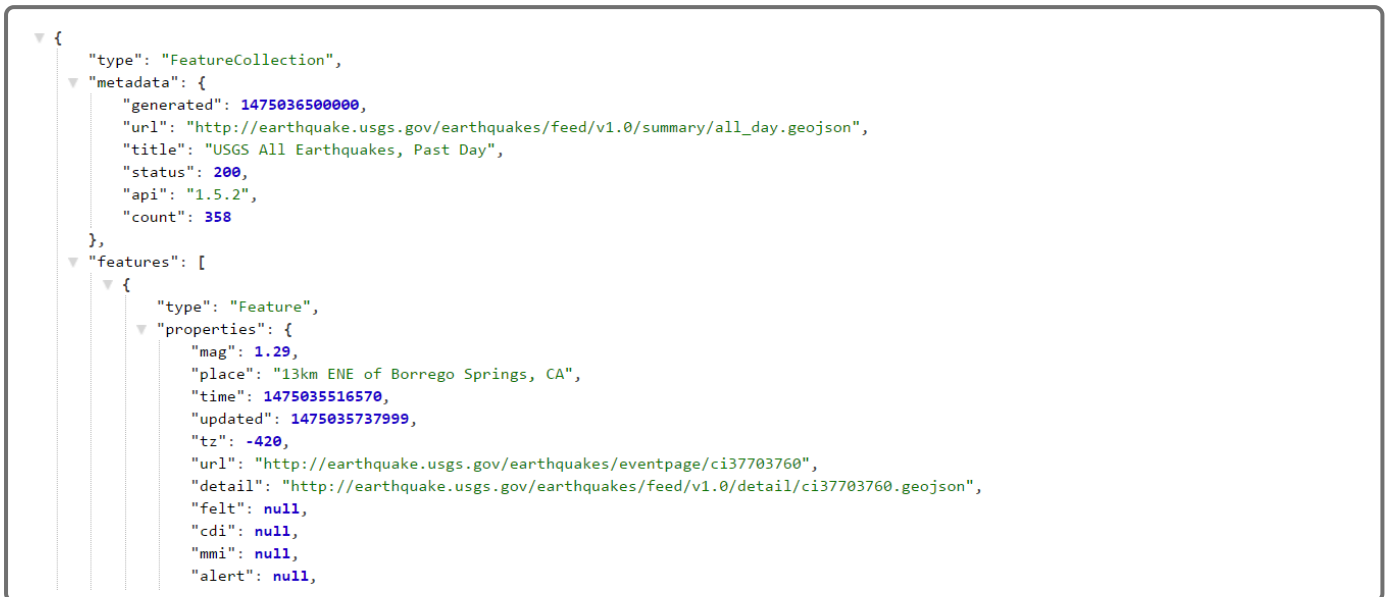 {
"type": "FeatureCollection",
"metadata": {
"generated": 1475036500000,
"url": "http://earthquake.usgs.gov/earthquakes/feed/v1.0/summary/all_day.geojson",
"title": "USGS All Earthquakes, Past Day",
"status": 200,
"api": "1.5.2",
"count": 358
},
"features": [
{
"type": "Feature",
"properties": {
"mag": 1.29,
"place": "13km ENE of Borrego Springs, CA",
"time": 1475035516570,
"updated": 1475035737999,
"tz": -420,
"url": "http://earthquake.usgs.gov/earthquakes/eventpage/ci37703760",
"detail": "http://earthquake.usgs.gov/earthquakes/feed/v1.0/detail/ci37703760.geojson",
"felt": null,
"cdi": null,
"mmi": null,
"alert": null,